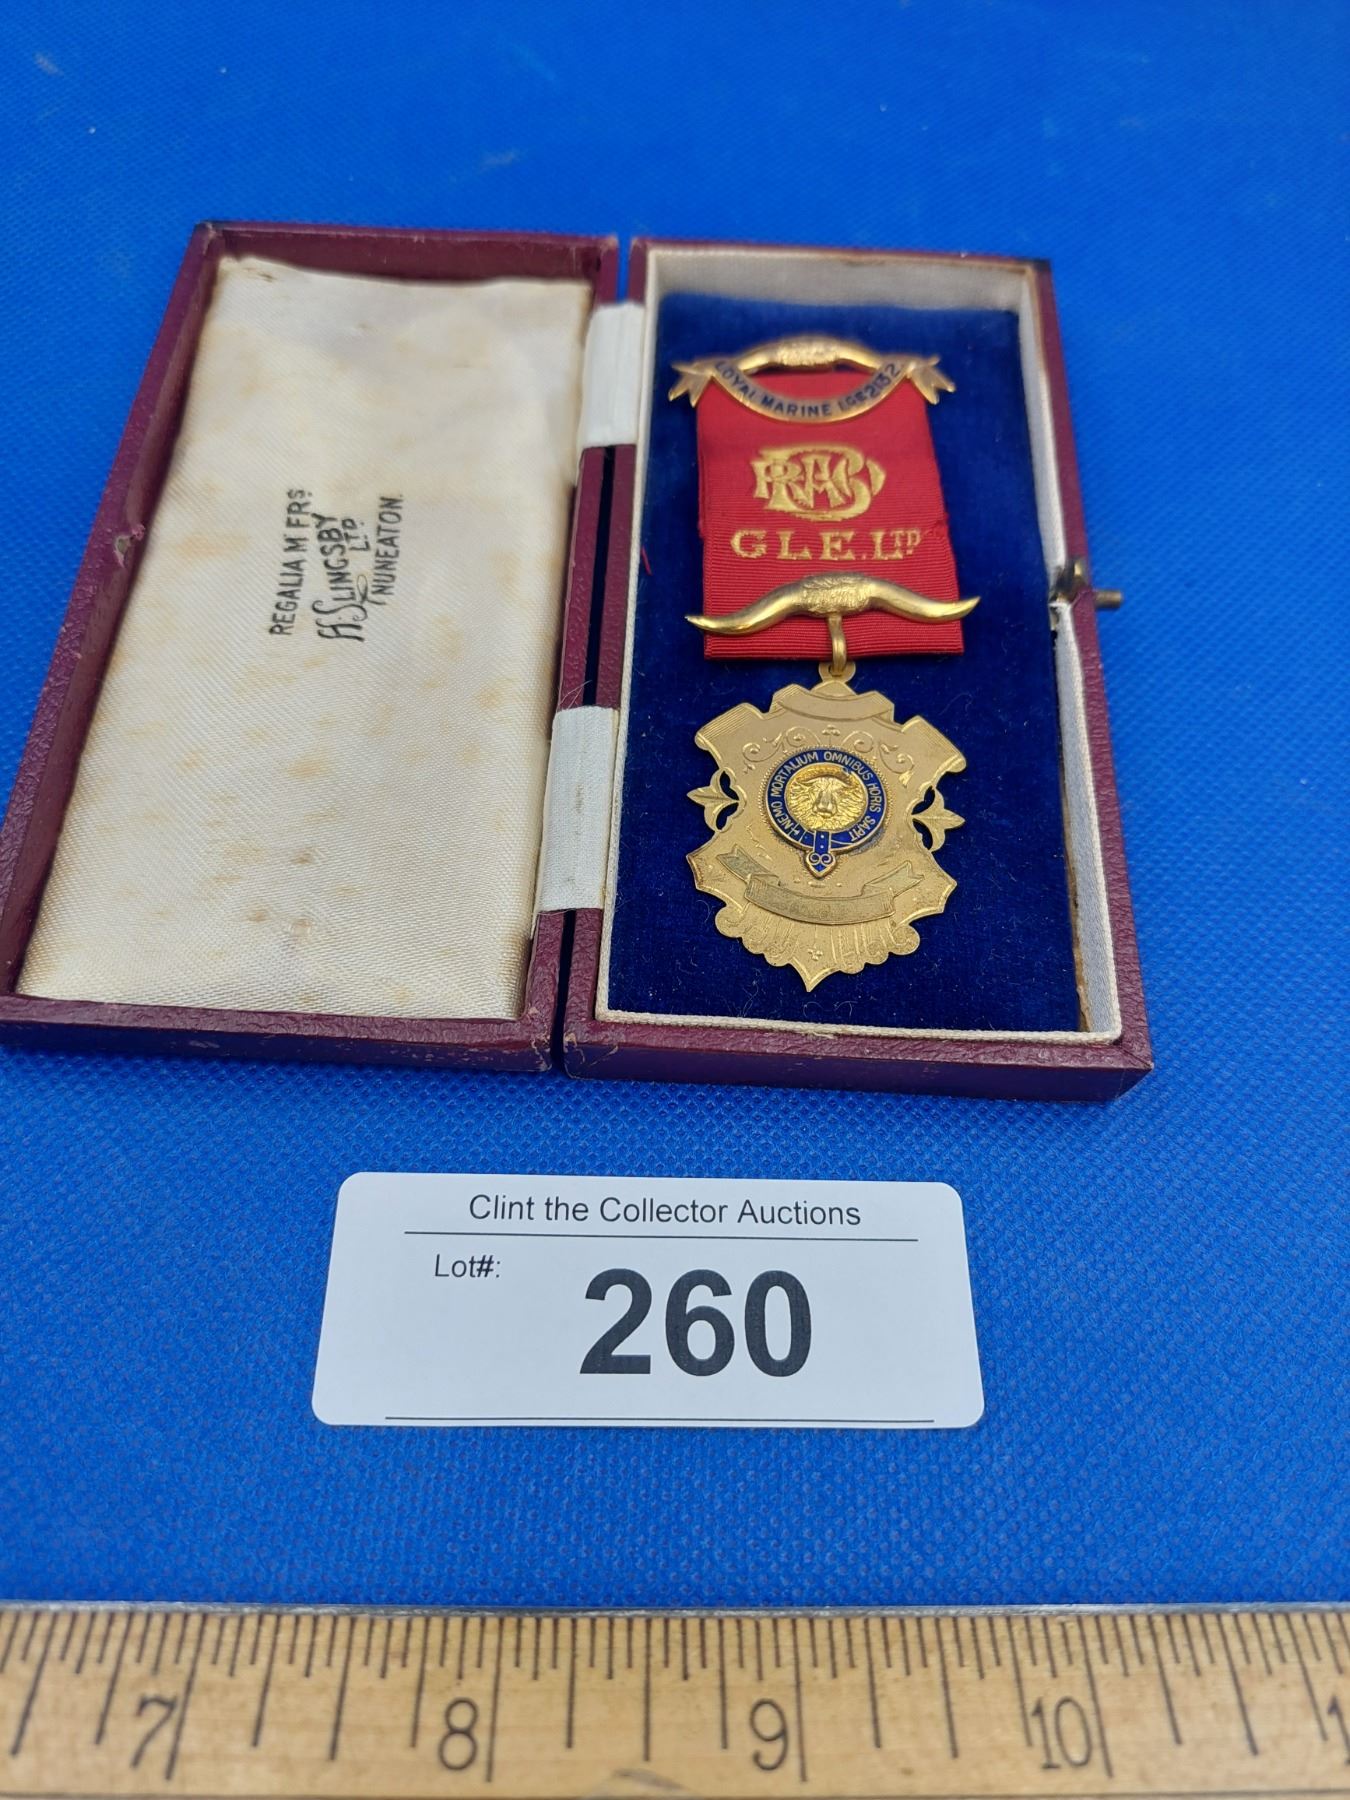 REGALIA M FRS
H. SLINGSBY
LTD
NUNEATON.
LOYAL MARINE LGE 2132.
RAOB
G L E. LTD
NEMO MORTALIUM OMNIBUS HORIS SAPIT
Clint the Collector Auctions
Lot#:
260
7 8 9 10 1